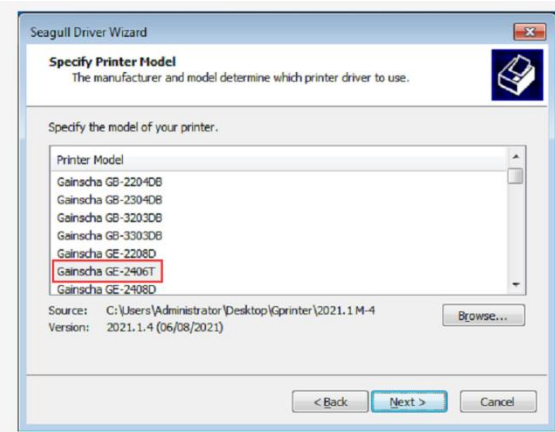 Seagull Driver Wizard
Specify Printer Model
The manufacturer and model determine which printer driver to use.
Specify the model of your printer.
Printer Model
Gainscha GB-2204DB
Gainscha GB-2304DB
Gainscha GB-3203DB
Gainscha GB-3303DB
Gainscha GE-2208D
Gainscha GE-2406T
Gainscha GE-2408D
Source: C:\Users\Administrator\Desktop\Gprinter\2021.1 M-4
Browse...
Version: 2021.1.4 (06/08/2021)
< Back Next > Cancel